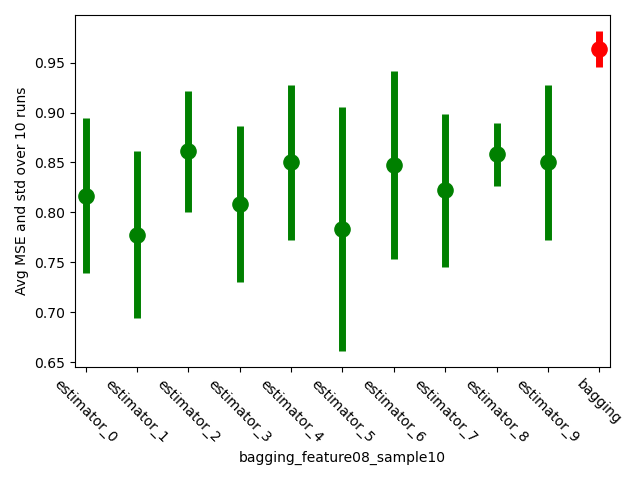 0.95
0.90
0.85
0.80
0.75
0.70
0.65
Avg MSE and std over 10 runs
estimator_0
estimator_1
estimator_2
estimator_3
estimator_4
estimator_5
estimator_6
estimator_7
estimator_8
estimator_9
bagging
bagging_feature08_sample10